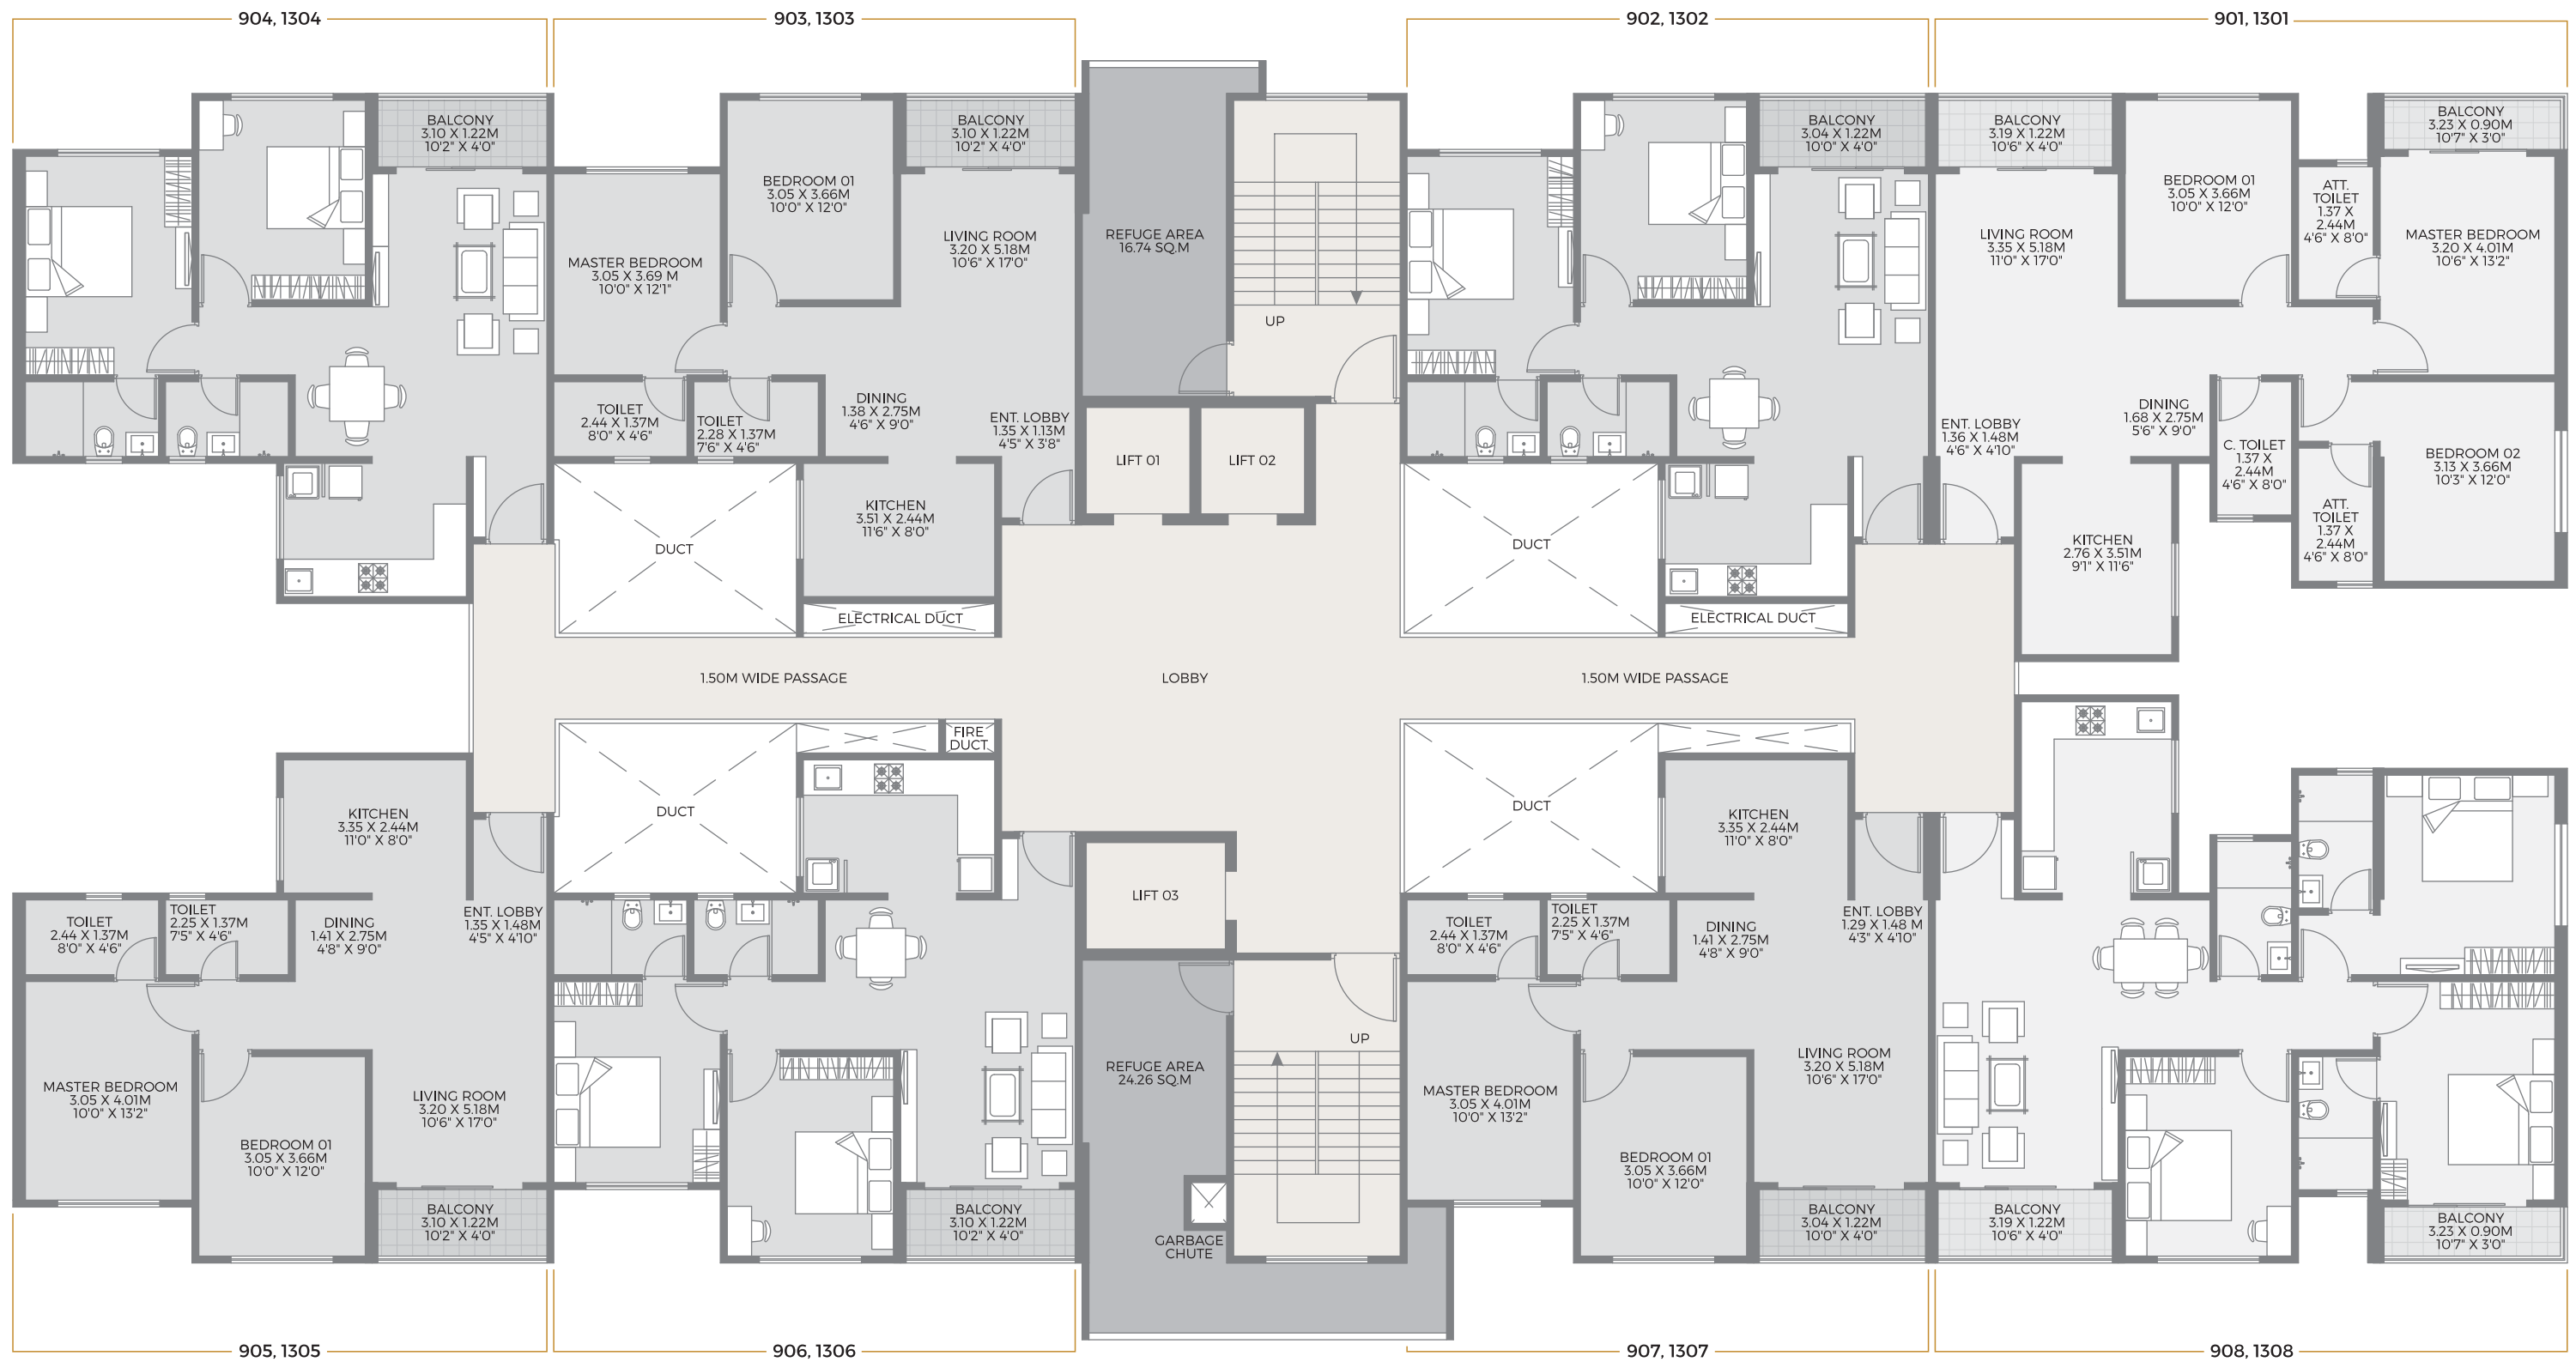 904, 1304
903, 1303
902, 1302
901, 1301
BALCONY
3.10 X 1.22M
10'2" X 4'0"
BEDROOM 01
3.05 X 3.66M
10'0" X 12'0"
BALCONY
3.10 X 1.22M
10'2" X 4'0"
MASTER BEDROOM
3.05 X 3.69 M
10'0" X 12'1"
LIVING ROOM
3.20 X 5.18M
10'6" X 17'0"
TOILET
2.44 X 1.37M
8'0" X 4'6"
TOILET
2.28 X 1.37M
7'6" X 4'6"
DINING
1.38 X 2.75M
4'6" X 9'0"
ENT. LOBBY
1.35 X 1.13M
4'5" X 3'8"
KITCHEN
3.51 X 2.44M
11'6" X 8'0"
DUCT
ELECTRICAL DUCT
REFUGE AREA
16.74 SQ.M
UP
LIFT 01
LIFT 02
BALCONY
3.04 X 1.22M
10'0" X 4'0"
DUCT
ELECTRICAL DUCT
BALCONY
3.19 X 1.22M
10'6" X 4'0"
BEDROOM 01
3.05 X 3.66M
10'0" X 12'0"
BALCONY
3.23 X 0.90M
10'7" X 3'0"
ATT.
TOILET
1.37 X
2.44M
4'6" X 8'0"
LIVING ROOM
3.35 X 5.18M
11'0" X 17'0"
MASTER BEDROOM
3.20 X 4.01M
10'6" X 13'2"
ENT. LOBBY
1.36 X 1.48M
4'6" X 4'10"
DINING
1.68 X 2.75M
5'6" X 9'0"
C. TOILET
1.37 X
2.44M
4'6" X 8'0"
BEDROOM 02
3.13 X 3.66M
10'3" X 12'0"
ATT.
TOILET
1.37 X
2.44M
4'6" X 8'0"
KITCHEN
2.76 X 3.51M
9'1" X 11'6"
1.50M WIDE PASSAGE
LOBBY
1.50M WIDE PASSAGE
KITCHEN
3.35 X 2.44M
11'0" X 8'0"
TOILET
2.44 X 1.37M
8'0" X 4'6"
TOILET
2.25 X 1.37M
7'5" X 4'6"
DINING
1.41 X 2.75M
4'8" X 9'0"
ENT. LOBBY
1.35 X 1.48M
4'5" X 4'10"
MASTER BEDROOM
3.05 X 4.01M
10'0" X 13'2"
BEDROOM 01
3.05 X 3.66M
10'0" X 12'0"
LIVING ROOM
3.20 X 5.18M
10'6" X 17'0"
BALCONY
3.10 X 1.22M
10'2" X 4'0"
DUCT
FIRE
DUCT
BALCONY
3.10 X 1.22M
10'2" X 4'0"
LIFT 03
REFUGE AREA
24.26 SQ.M
UP
GARBAGE
CHUTE
DUCT
KITCHEN
3.35 X 2.44M
11'0" X 8'0"
TOILET
2.44 X 1.37M
8'0" X 4'6"
TOILET
2.25 X 1.37M
7'5" X 4'6"
DINING
1.41 X 2.75M
4'8" X 9'0"
ENT. LOBBY
1.29 X 1.48 M
4'3" X 4'10"
MASTER BEDROOM
3.05 X 4.01M
10'0" X 13'2"
LIVING ROOM
3.20 X 5.18M
10'6" X 17'0"
BEDROOM 01
3.05 X 3.66M
10'0" X 12'0"
BALCONY
3.04 X 1.22M
10'0" X 4'0"
BALCONY
3.19 X 1.22M
10'6" X 4'0"
BALCONY
3.23 X 0.90M
10'7" X 3'0"
905, 1305
906, 1306
907, 1307
908, 1308